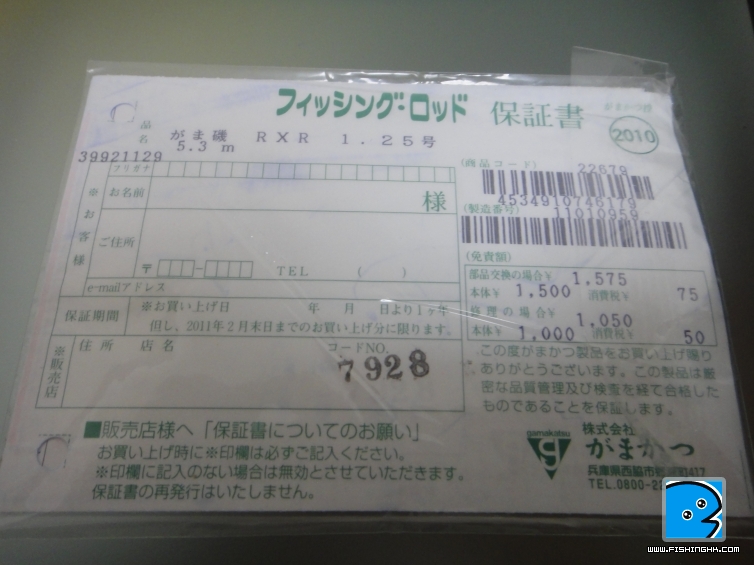 フィッシング・ロッド 保証書
2010
品名 がま磯 RXR 1.25号
5.3m
39921129
フリガナ
※お客様
お名前 様
ご住所
〒 - TEL ( )
e-mailアドレス
保証期間 ※お買い上げ日 年 月 日より1ヶ年
但し、2011年2月末日までのお買い上げ分に限ります。
※販売店
住所 店名 コードNO.
7928
(商品コード) 22679
4534910746179
(製造番号) 11010959
(免責額)
部品交換の場合¥ 1,575
本体¥ 1,500 消費税¥ 75
修理の場合¥ 1,050
本体¥ 1,000 消費税¥ 50
この度がまかつ製品をお買い上げ賜り
ありがとうございます。この製品は厳
密な品質管理及び検査を経て合格した
ものであることを保証します。
■販売店様へ「保証書についてのお願い」
お買い上げ時に※印欄は必ずご記入ください。
※印欄に記入のない場合は無効とさせていただきます。
保証書の再発行はいたしません。
gamakatsu
株式会社
がまかつ
兵庫県西脇市 417
TEL.0800-22
www.FISHINGHK.com